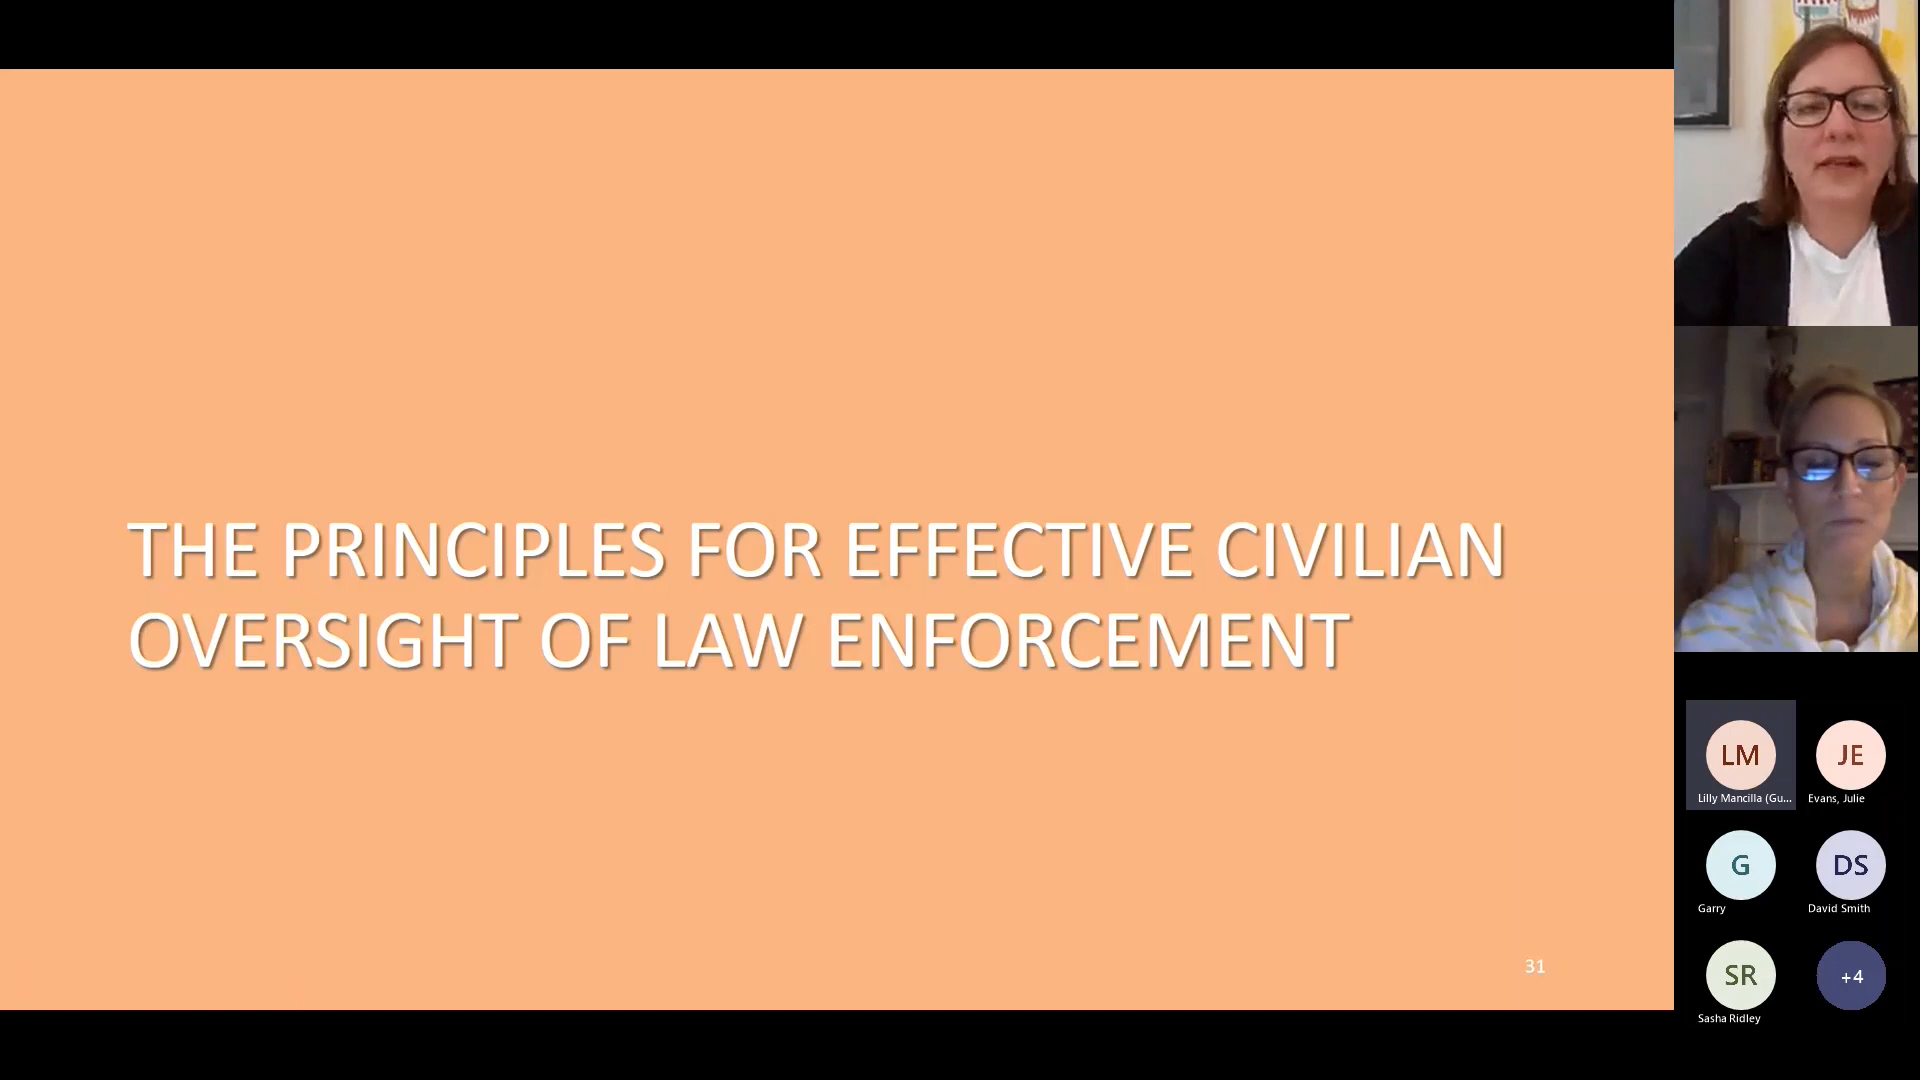 THE PRINCIPLES FOR EFFECTIVE CIVILIAN
OVERSIGHT OF LAW ENFORCEMENT
31
LM
Lilly Mancilla (Gu...
JE
Evans, Julie
G
Garry
DS
David Smith
SR
Sasha Ridley
+4